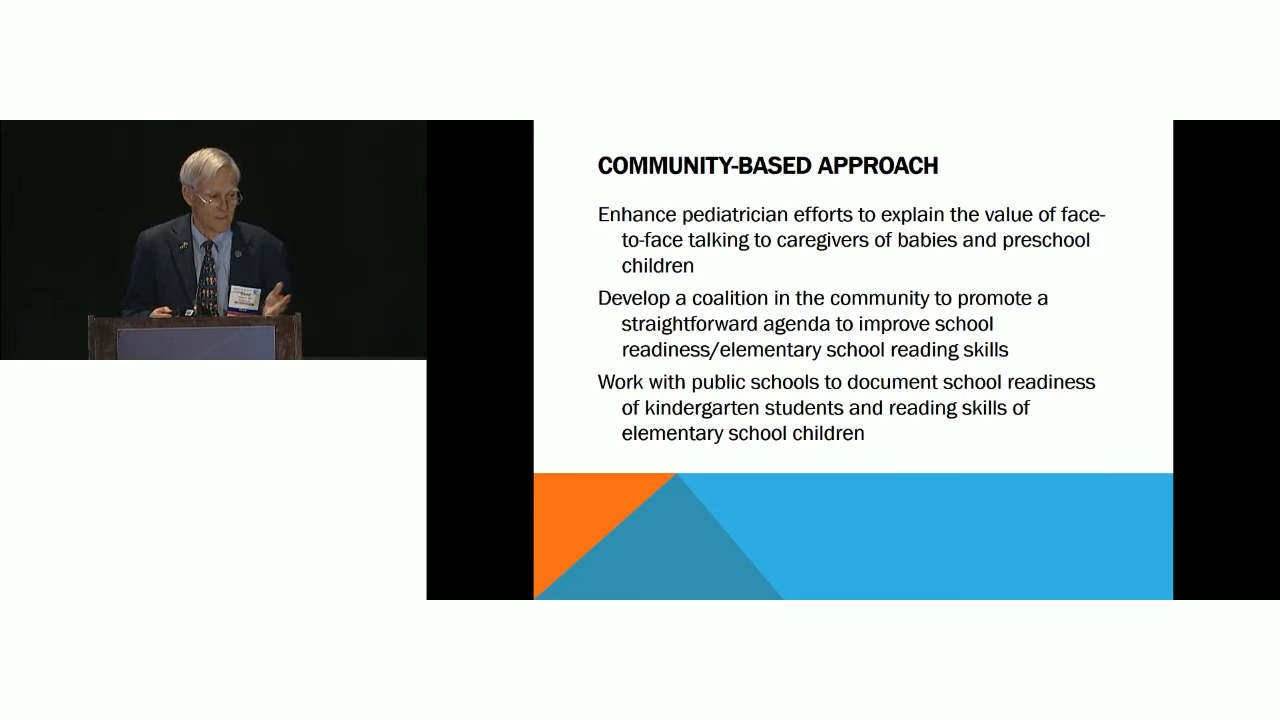 COMMUNITY-BASED APPROACH
Enhance pediatrician efforts to explain the value of face-
to-face talking to caregivers of babies and preschool
children
Develop a coalition in the community to promote a
straightforward agenda to improve school
readiness/elementary school reading skills
Work with public schools to document school readiness
of kindergarten students and reading skills of
elementary school children